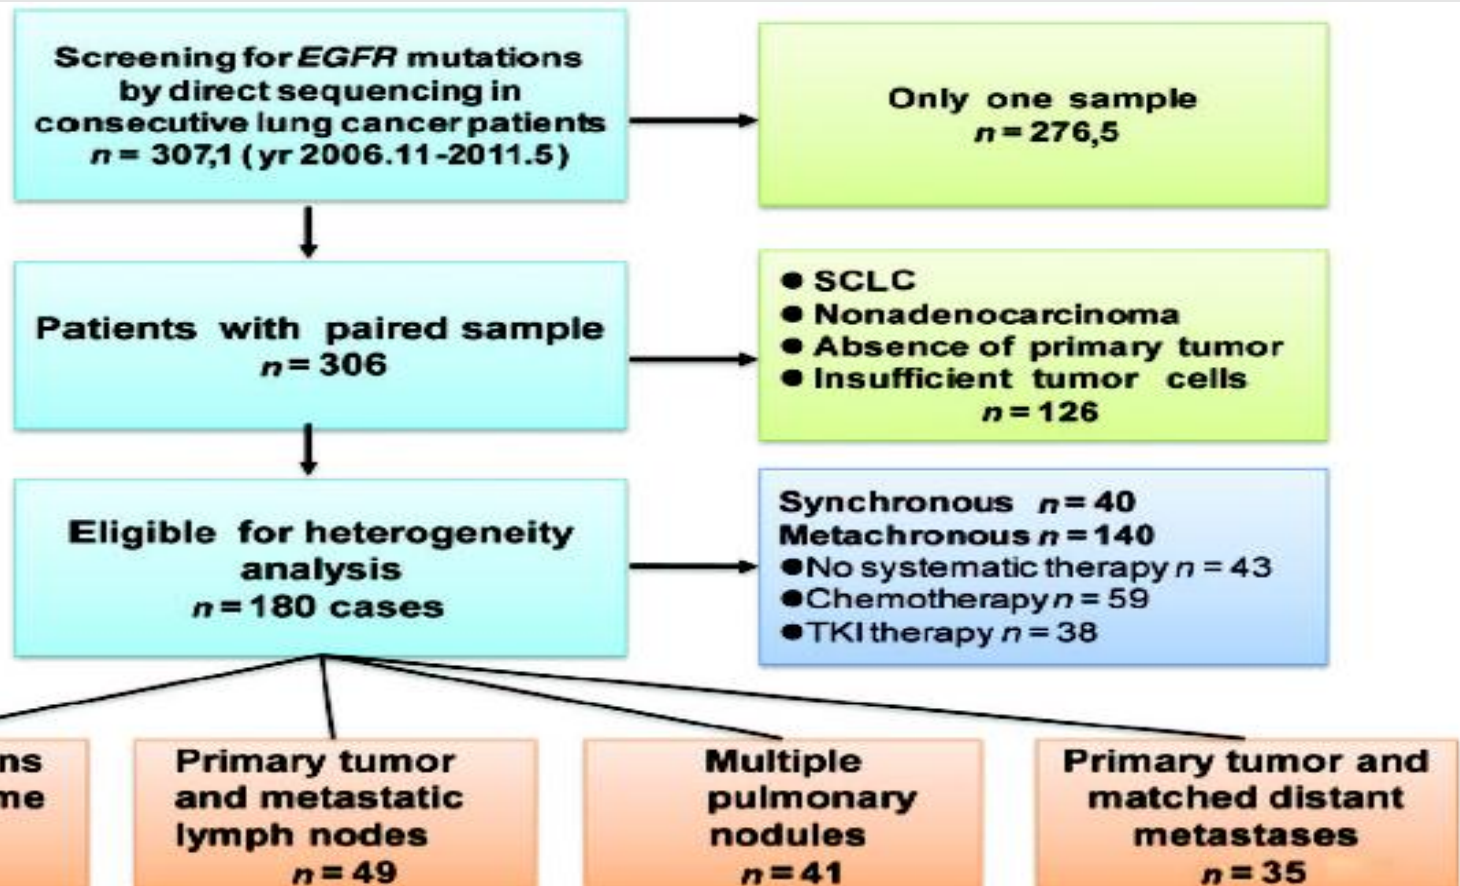 Screening for EGFR mutations
by direct sequencing in
consecutive lung cancer patients
n = 307,1 ( yr 2006.11-2011.5)
Only one sample
n = 276,5
Patients with paired sample
n = 306
● SCLC
● Nonadenocarcinoma
● Absence of primary tumor
● Insufficient tumor cells
n = 126
Eligible for heterogeneity
analysis
n = 180 cases
Synchronous n = 40
Metachronous n = 140
●No systematic therapy n = 43
●Chemotherapy n = 59
●TKI therapy n = 38
ns
me
Primary tumor
and metastatic
lymph nodes
n = 49
Multiple
pulmonary
nodules
n = 41
Primary tumor and
matched distant
metastases
n = 35